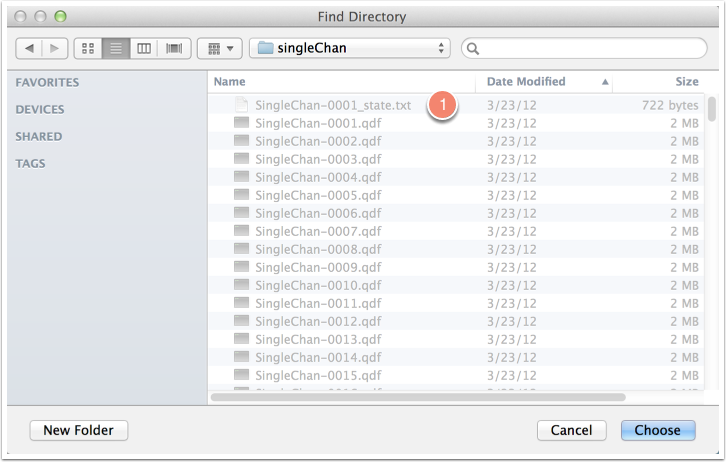 Find Directory
singleChan
FAVORITES
DEVICES
SHARED
TAGS
Name Date Modified Size
SingleChan-0001_state.txt 1 3/23/12 722 bytes
SingleChan-0001.qdf 3/23/12 2 MB
SingleChan-0002.qdf 3/23/12 2 MB
SingleChan-0003.qdf 3/23/12 2 MB
SingleChan-0004.qdf 3/23/12 2 MB
SingleChan-0005.qdf 3/23/12 2 MB
SingleChan-0006.qdf 3/23/12 2 MB
SingleChan-0007.qdf 3/23/12 2 MB
SingleChan-0008.qdf 3/23/12 2 MB
SingleChan-0009.qdf 3/23/12 2 MB
SingleChan-0010.qdf 3/23/12 2 MB
SingleChan-0011.qdf 3/23/12 2 MB
SingleChan-0012.qdf 3/23/12 2 MB
SingleChan-0013.qdf 3/23/12 2 MB
SingleChan-0014.qdf 3/23/12 2 MB
SingleChan-0015.qdf 3/23/12 2 MB
New Folder Cancel Choose